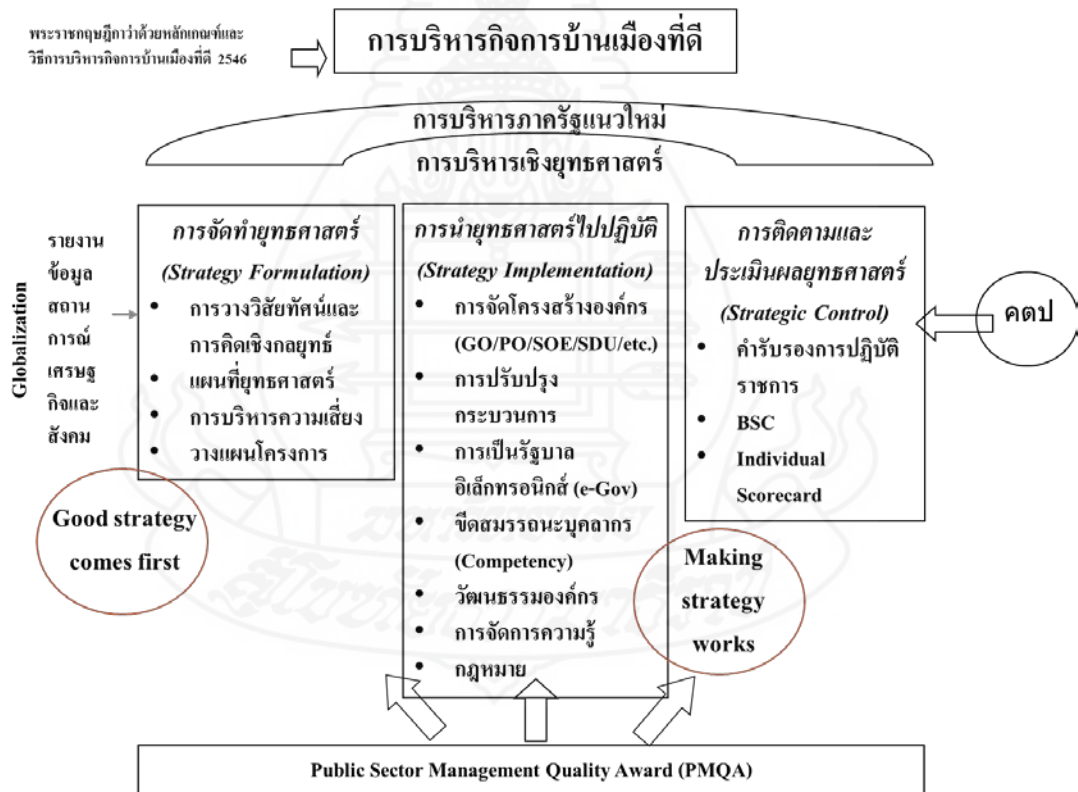 พระราชกฤษฎีกาว่าด้วยหลักเกณฑ์และ
วิธีการบริหารกิจการบ้านเมืองที่ดี 2546
การบริหารกิจการบ้านเมืองที่ดี
การบริหารภาครัฐแนวใหม่
การบริหารเชิงยุทธศาสตร์
Globalization
รายงาน
ข้อมูล
สถาน
การณ์
เศรษฐ
กิจและ
สังคม
การจัดทำยุทธศาสตร์
(Strategy Formulation)
• การวางวิสัยทัศน์และ
การคิดเชิงกลยุทธ์
• แผนที่ยุทธศาสตร์
• การบริหารความเสี่ยง
• วางแผนโครงการ
Good strategy
comes first
การนำยุทธศาสตร์ไปปฏิบัติ
(Strategy Implementation)
• การจัดโครงสร้างองค์กร
(GO/PO/SOE/SDU/etc.)
• การปรับปรุง
กระบวนการ
• การเป็นรัฐบาล
อิเล็กทรอนิกส์ (e-Gov)
• ขีดสมรรถนะบุคลากร
(Competency)
• วัฒนธรรมองค์กร
• การจัดการความรู้
• กฎหมาย
การติดตามและ
ประเมินผลยุทธศาสตร์
(Strategic Control)
• คำรับรองการปฏิบัติ
ราชการ
• BSC
• Individual
Scorecard
คตป
Making
strategy
works
Public Sector Management Quality Award (PMQA)